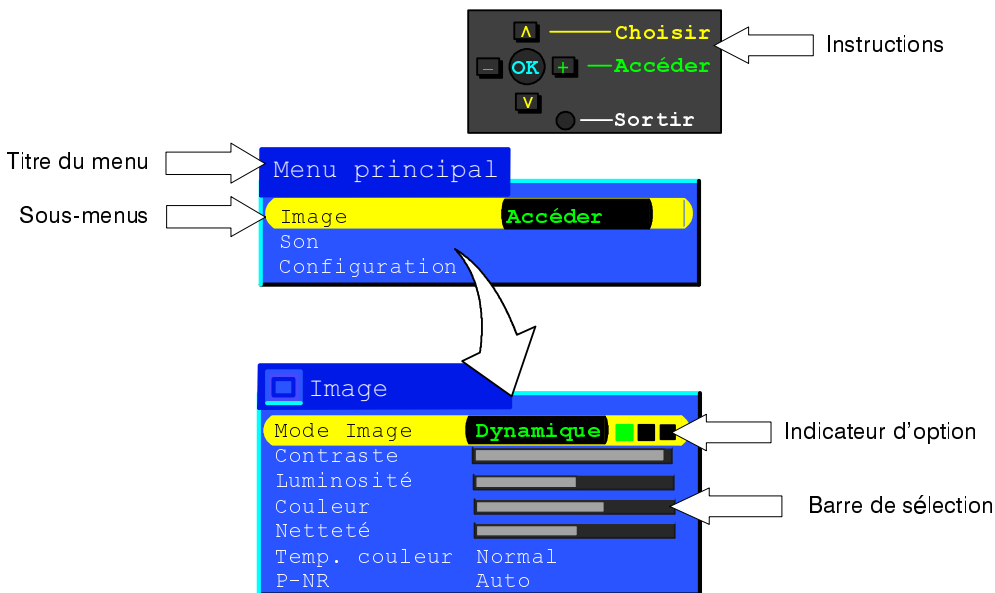 Choisir
Instructions
OK
Accéder
Sortir
Titre du menu
Menu principal
Sous-menus
Image Accéder
Son
Configuration
Image
Mode Image Dynamique
Indicateur d'option
Contraste
Luminosité
Couleur
Barre de sélection
Netteté
Temp. couleur Normal
P-NR Auto